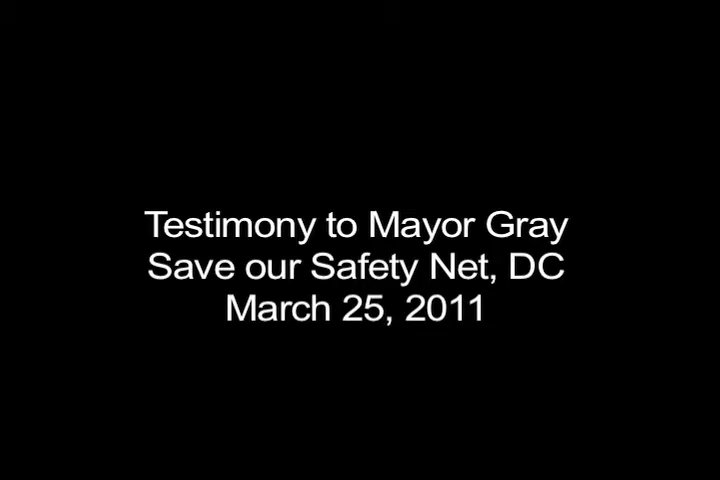 Testimony to Mayor Gray
Save our Safety Net, DC
March 25, 2011